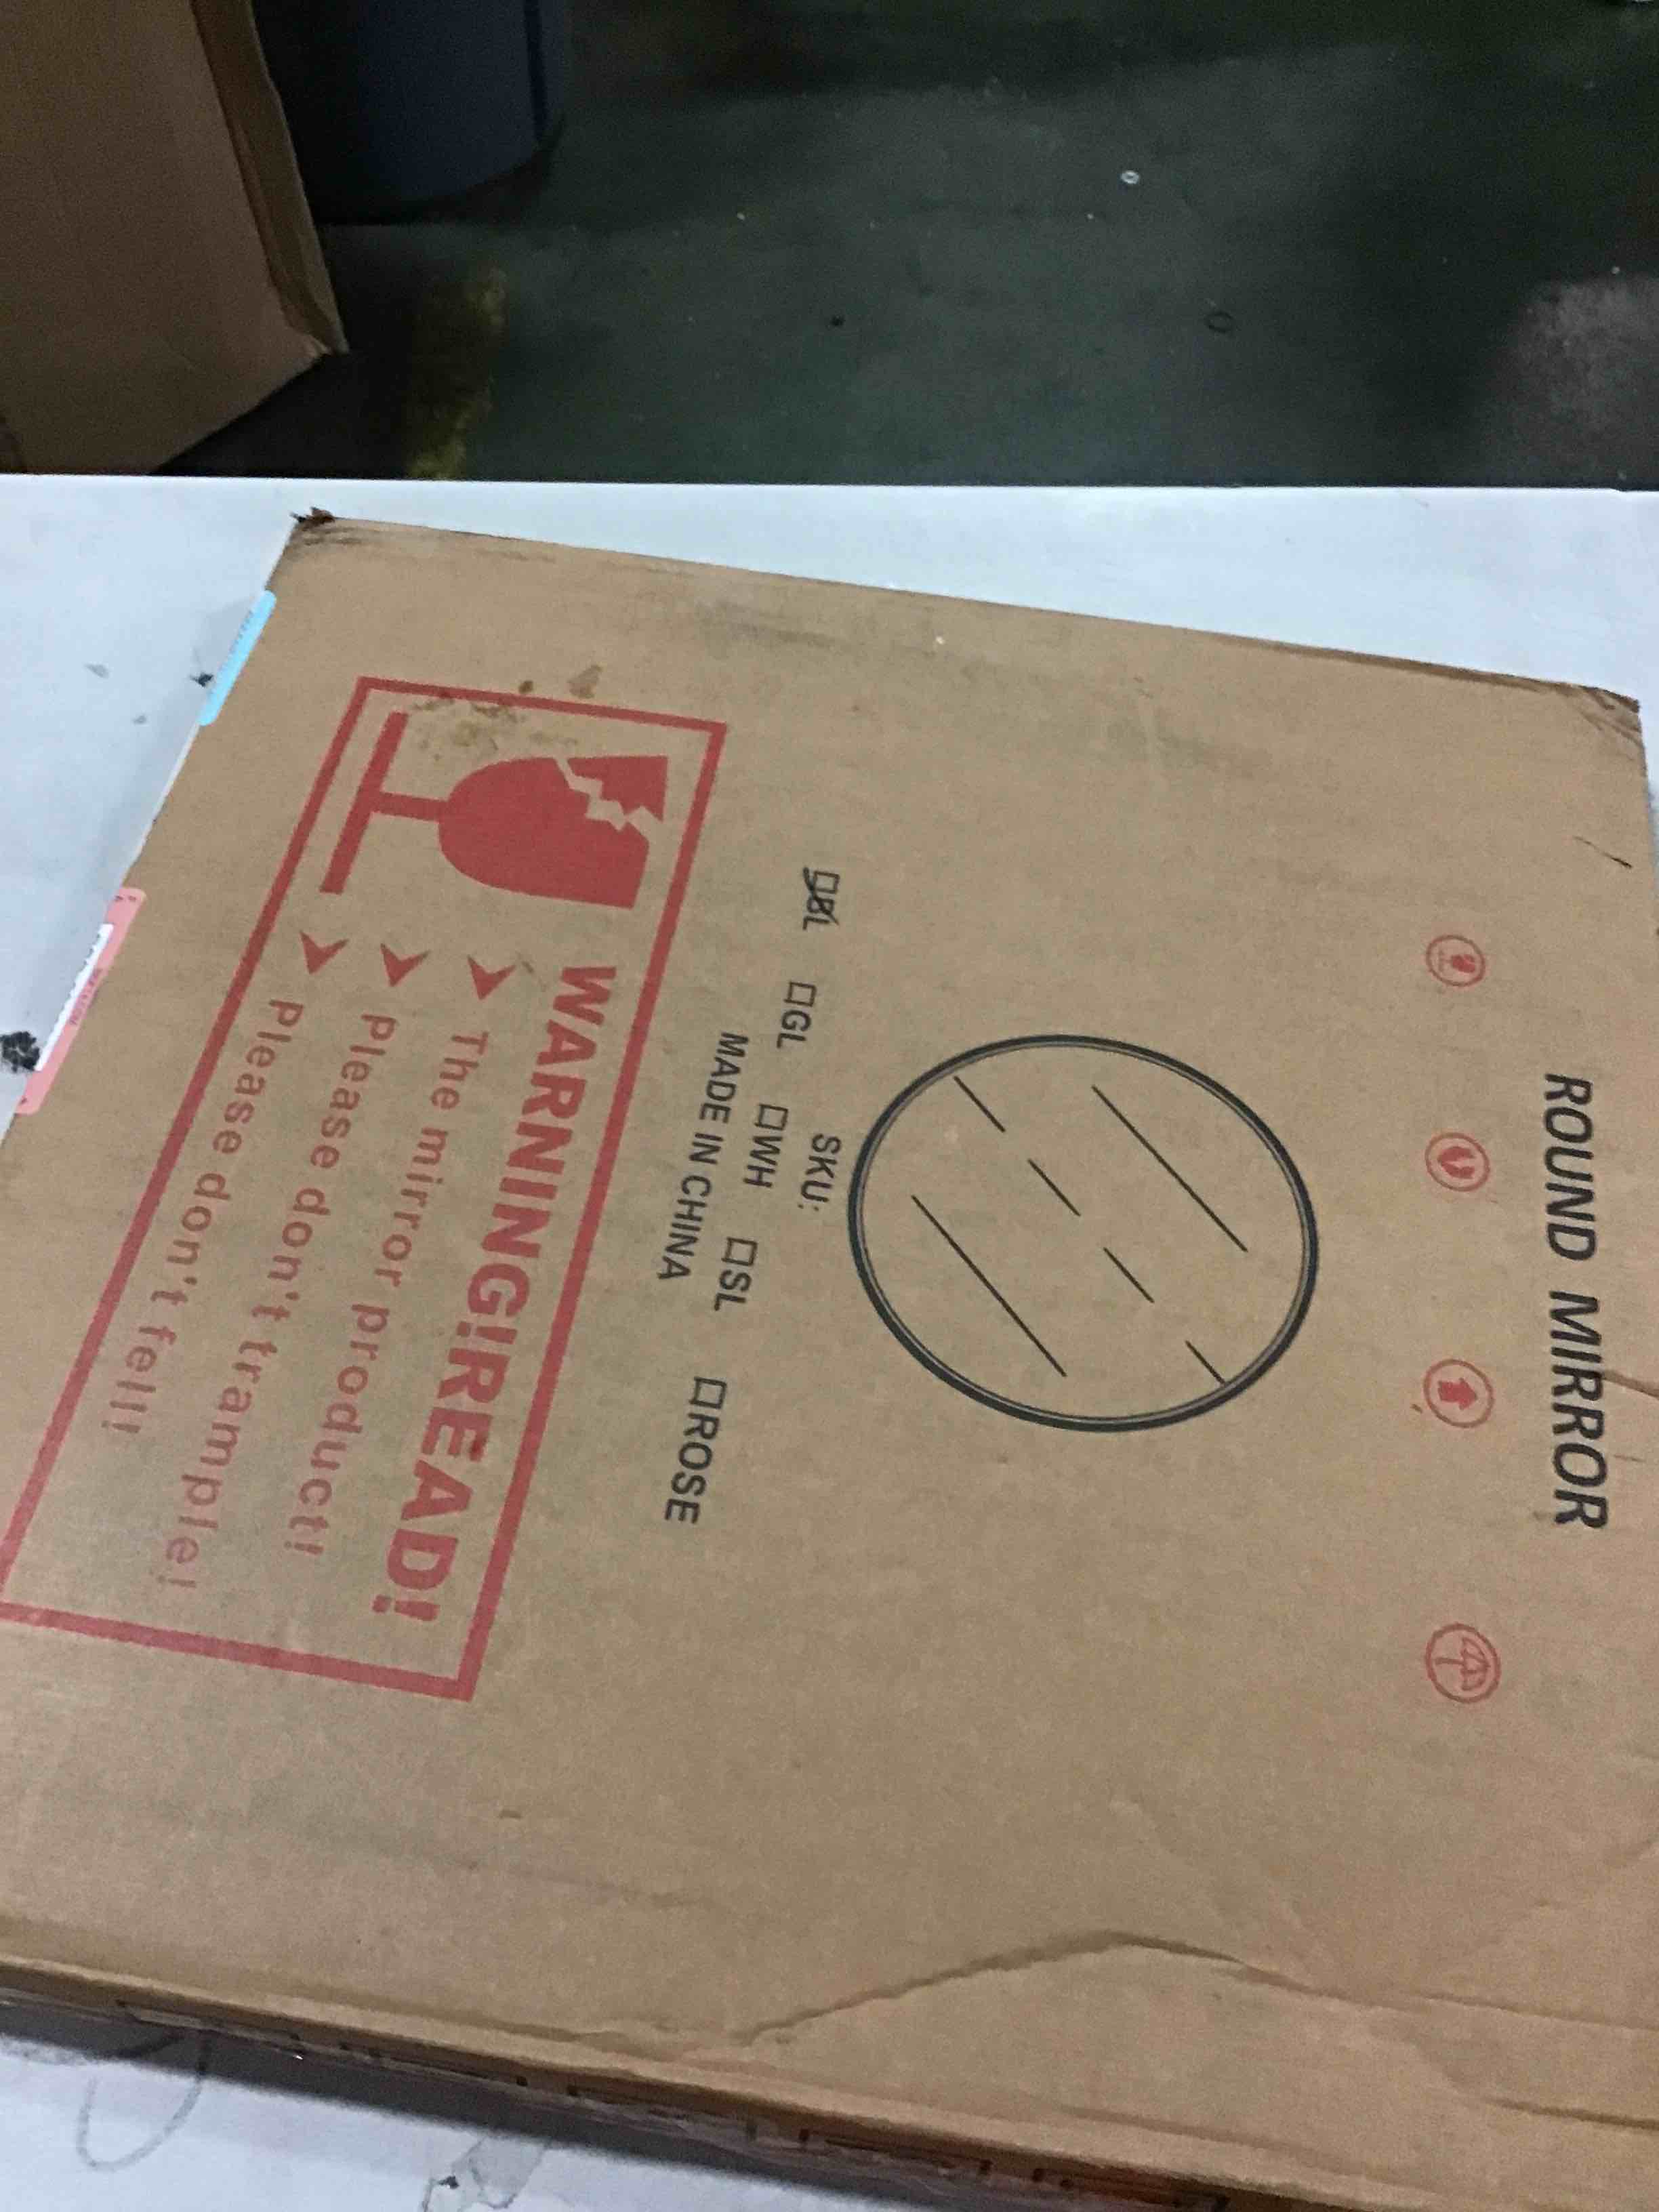 ROUND MIRROR
SKU:
□BL □GL □WH □SL □ROSE
MADE IN CHINA
WARNING!READ!
➤ The mirror product!
➤ Please don't trample!
➤ Please don't fell!